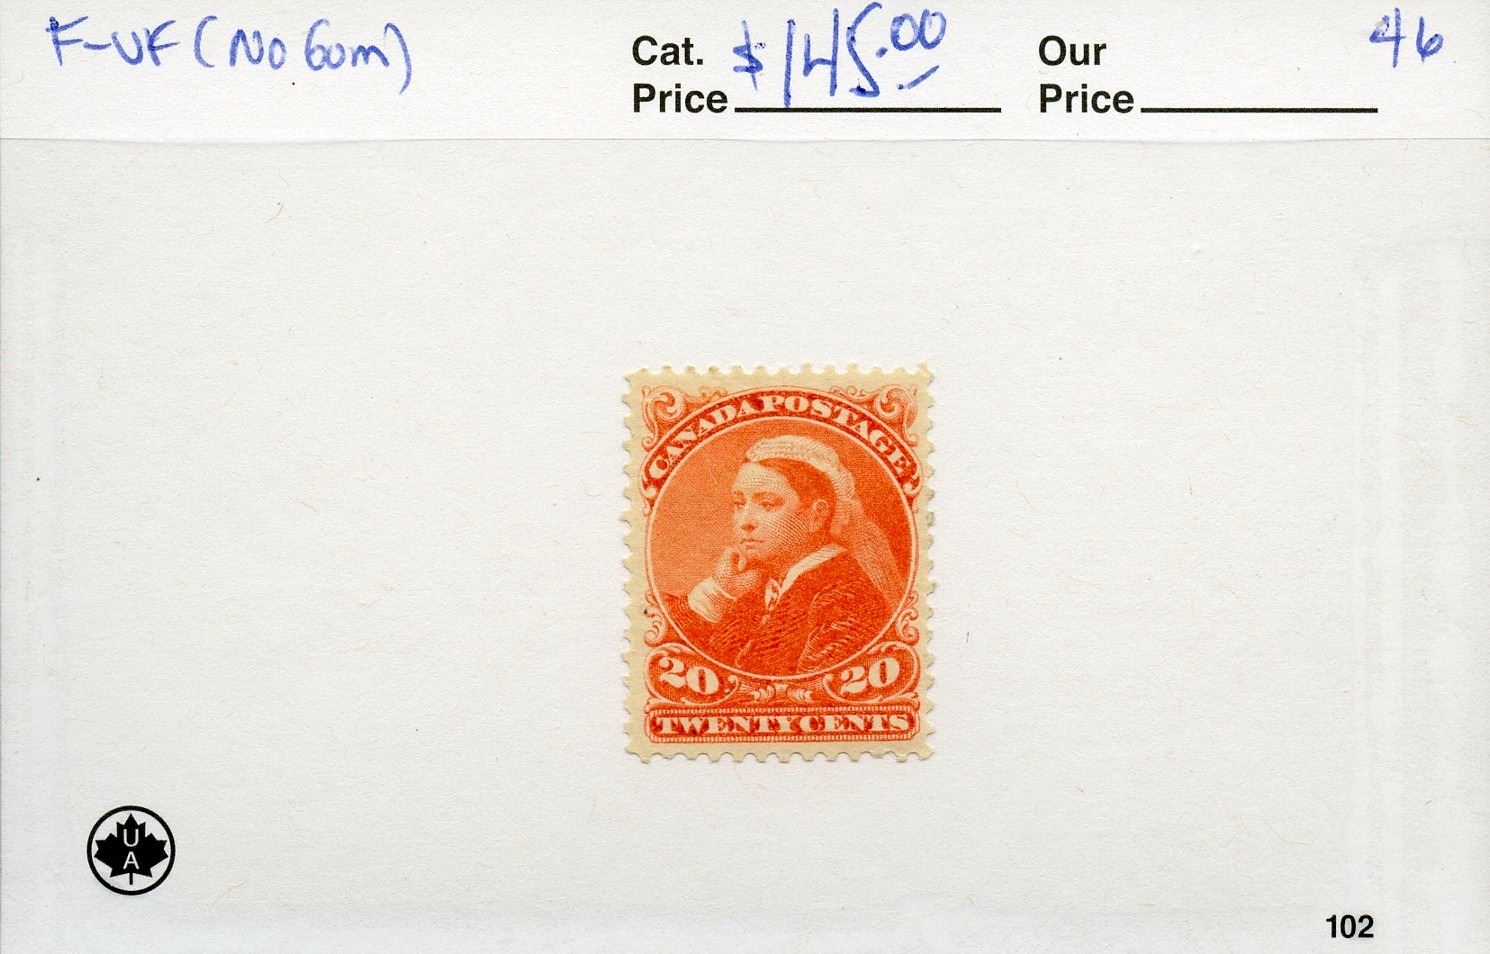 F-VF (No Gum)
Cat. Price $145.00
Our Price
46
CANADA POSTAGE
20 20
TWENTY CENTS
U
A
102